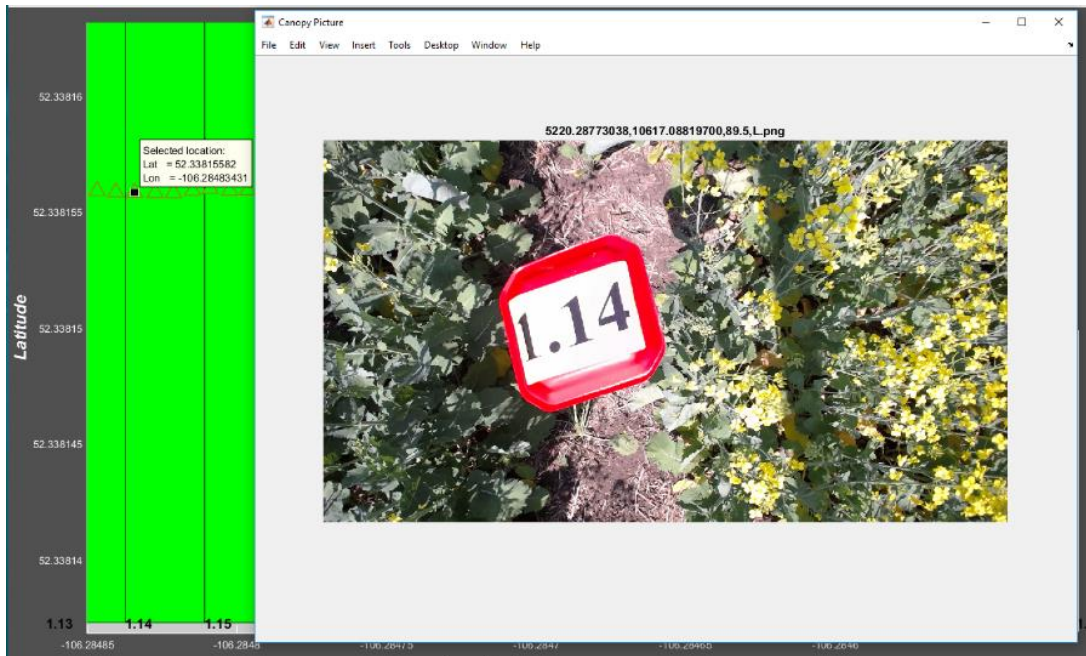 Canopy Picture
File Edit View Insert Tools Desktop Window Help
5220.28773038,10617.08819700,89.5,L.png
1.14
Selected location:
Lat = 52.33815582
Lon = -106.28483431
Latitude
52.33816
52.338155
52.33815
52.338145
52.33814
1.13 1.14 1.15
-106.28485 -106.2848 -106.28475 -106.2847 -106.28465 -106.2846